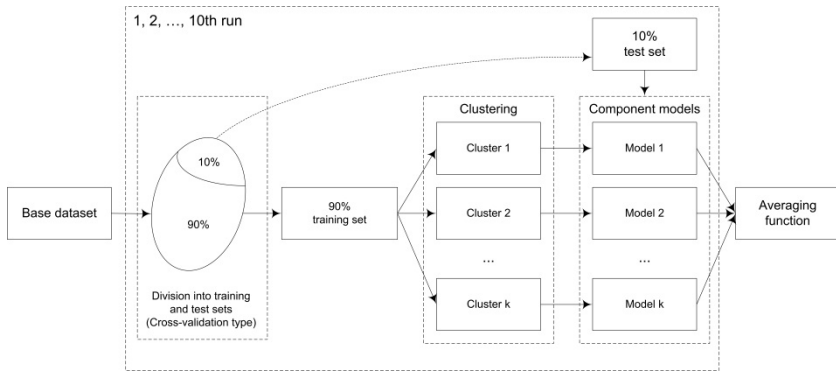 1, 2, …, 10th run
10%
test set
Clustering
Component models
Cluster 1
Model 1
10%
Base dataset
90%
90%
training set
Cluster 2
Model 2
Averaging
function
...
...
Division into training
and test sets
(Cross-validation type)
Cluster k
Model k